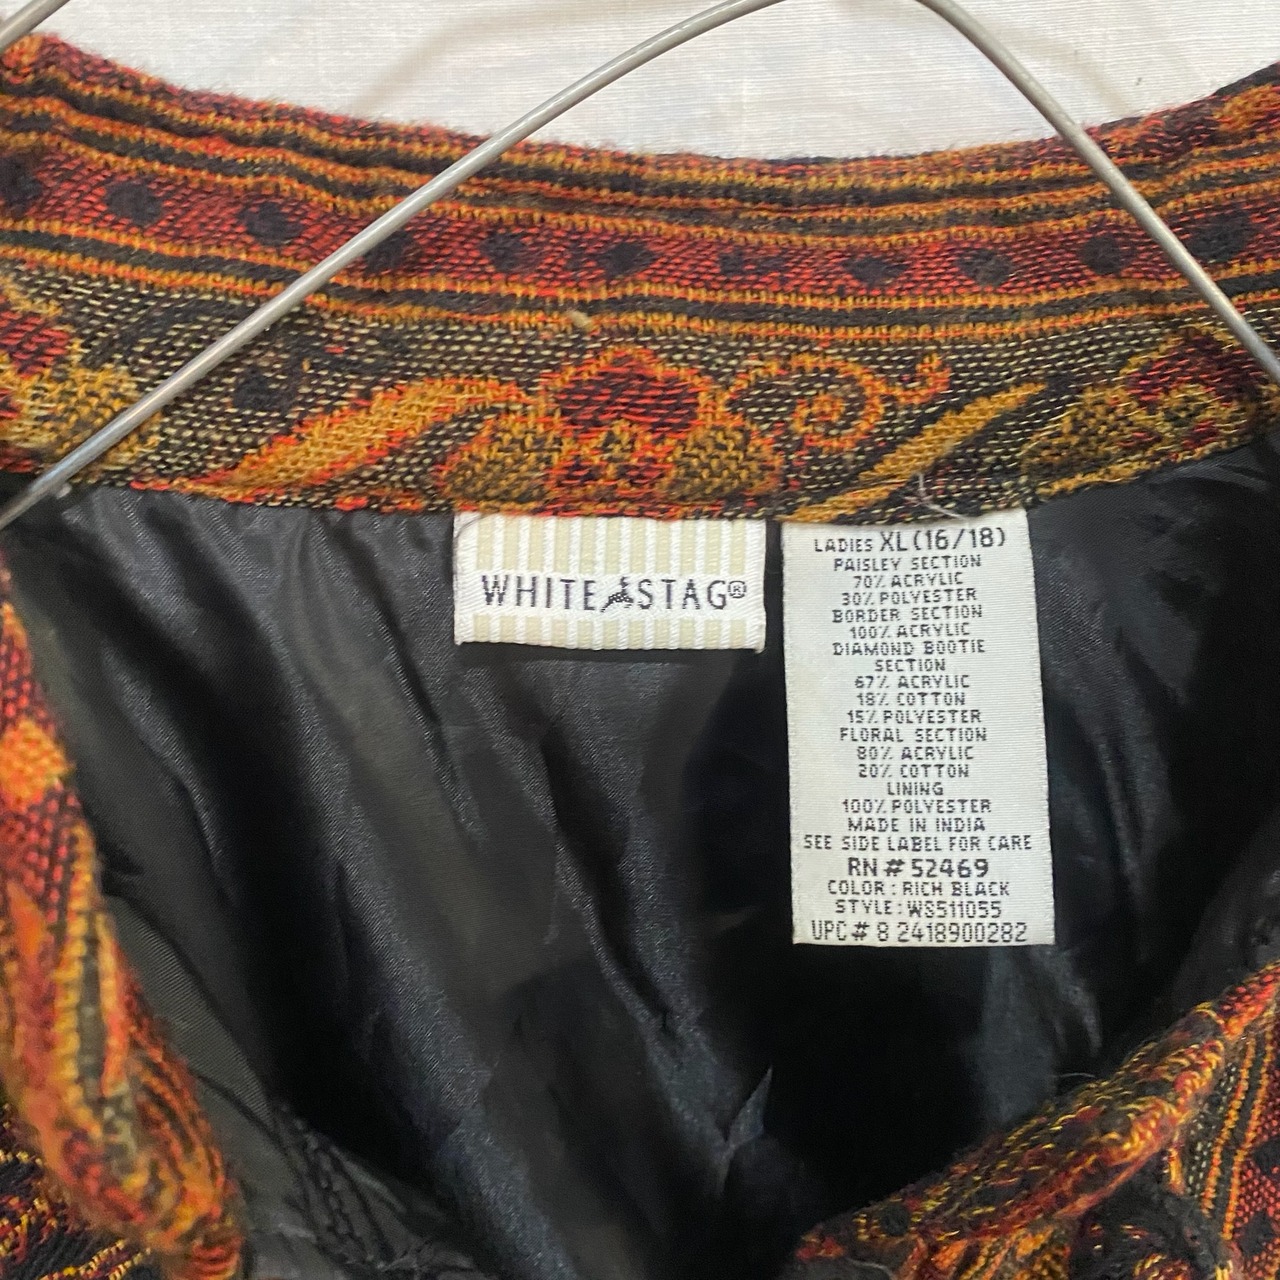 WHITE STAG®
LADIES XL (16/18)
PAISLEY SECTION
70% ACRYLIC
30% POLYESTER
BORDER SECTION
100% ACRYLIC
DIAMOND BOOTIE
SECTION
67% ACRYLIC
18% COTTON
15% POLYESTER
FLORAL SECTION
80% ACRYLIC
20% COTTON
LINING
100% POLYESTER
MADE IN INDIA
SEE SIDE LABEL FOR CARE
RN # 52469
COLOR : RICH BLACK
STYLE : WS511055
UPC # 8 2418900282